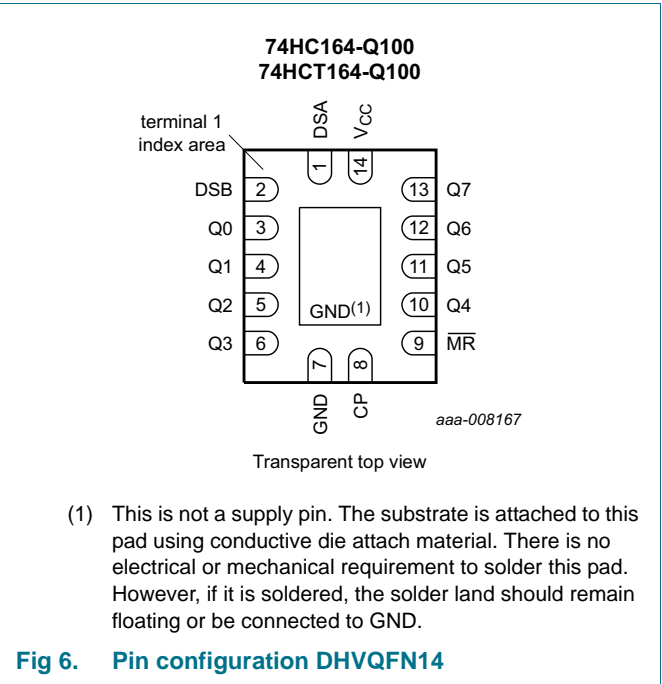 74HC164-Q100
74HCT164-Q100
terminal 1
index area
DSA
VCC
1
14
DSB 2
13 Q7
Q0 3
12 Q6
Q1 4
11 Q5
Q2 5
10 Q4
GND(1)
Q3 6
9 MR
7
8
GND
CP
aaa-008167
Transparent top view
(1) This is not a supply pin. The substrate is attached to this
pad using conductive die attach material. There is no
electrical or mechanical requirement to solder this pad.
However, if it is soldered, the solder land should remain
floating or be connected to GND.
Fig 6. Pin configuration DHVQFN14